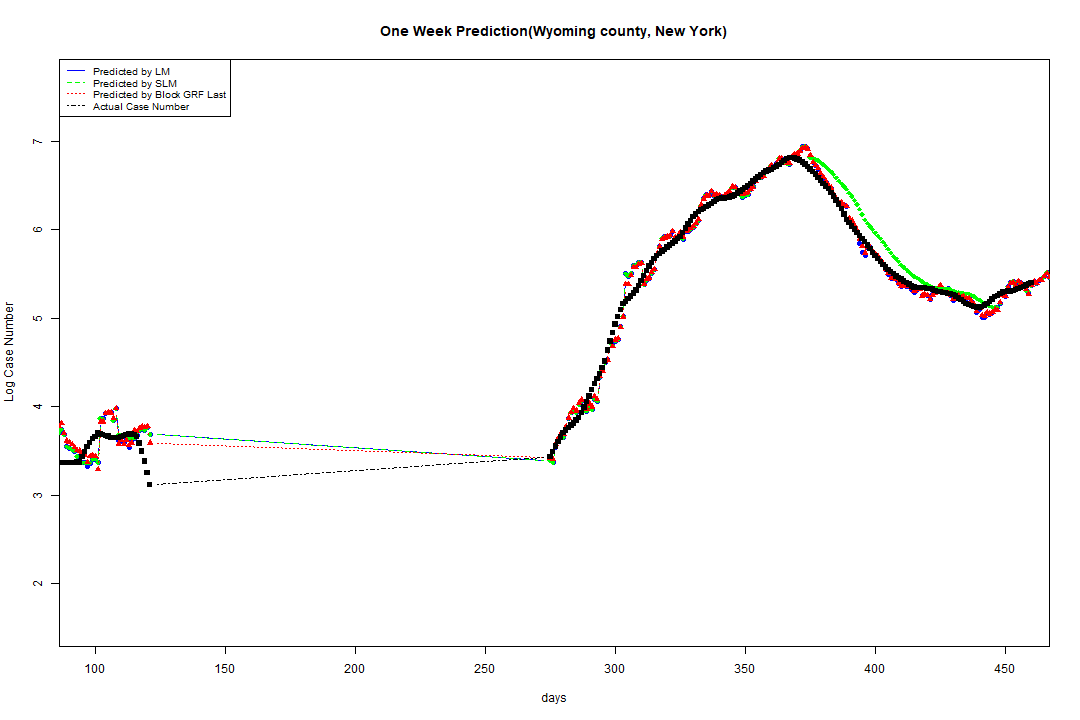 One Week Prediction(Wyoming county, New York)
Predicted by LM
Predicted by SLM
Predicted by Block GRF Last
Actual Case Number
7
6
5
4
3
2
Log Case Number
100 150 200 250 300 350 400 450
days